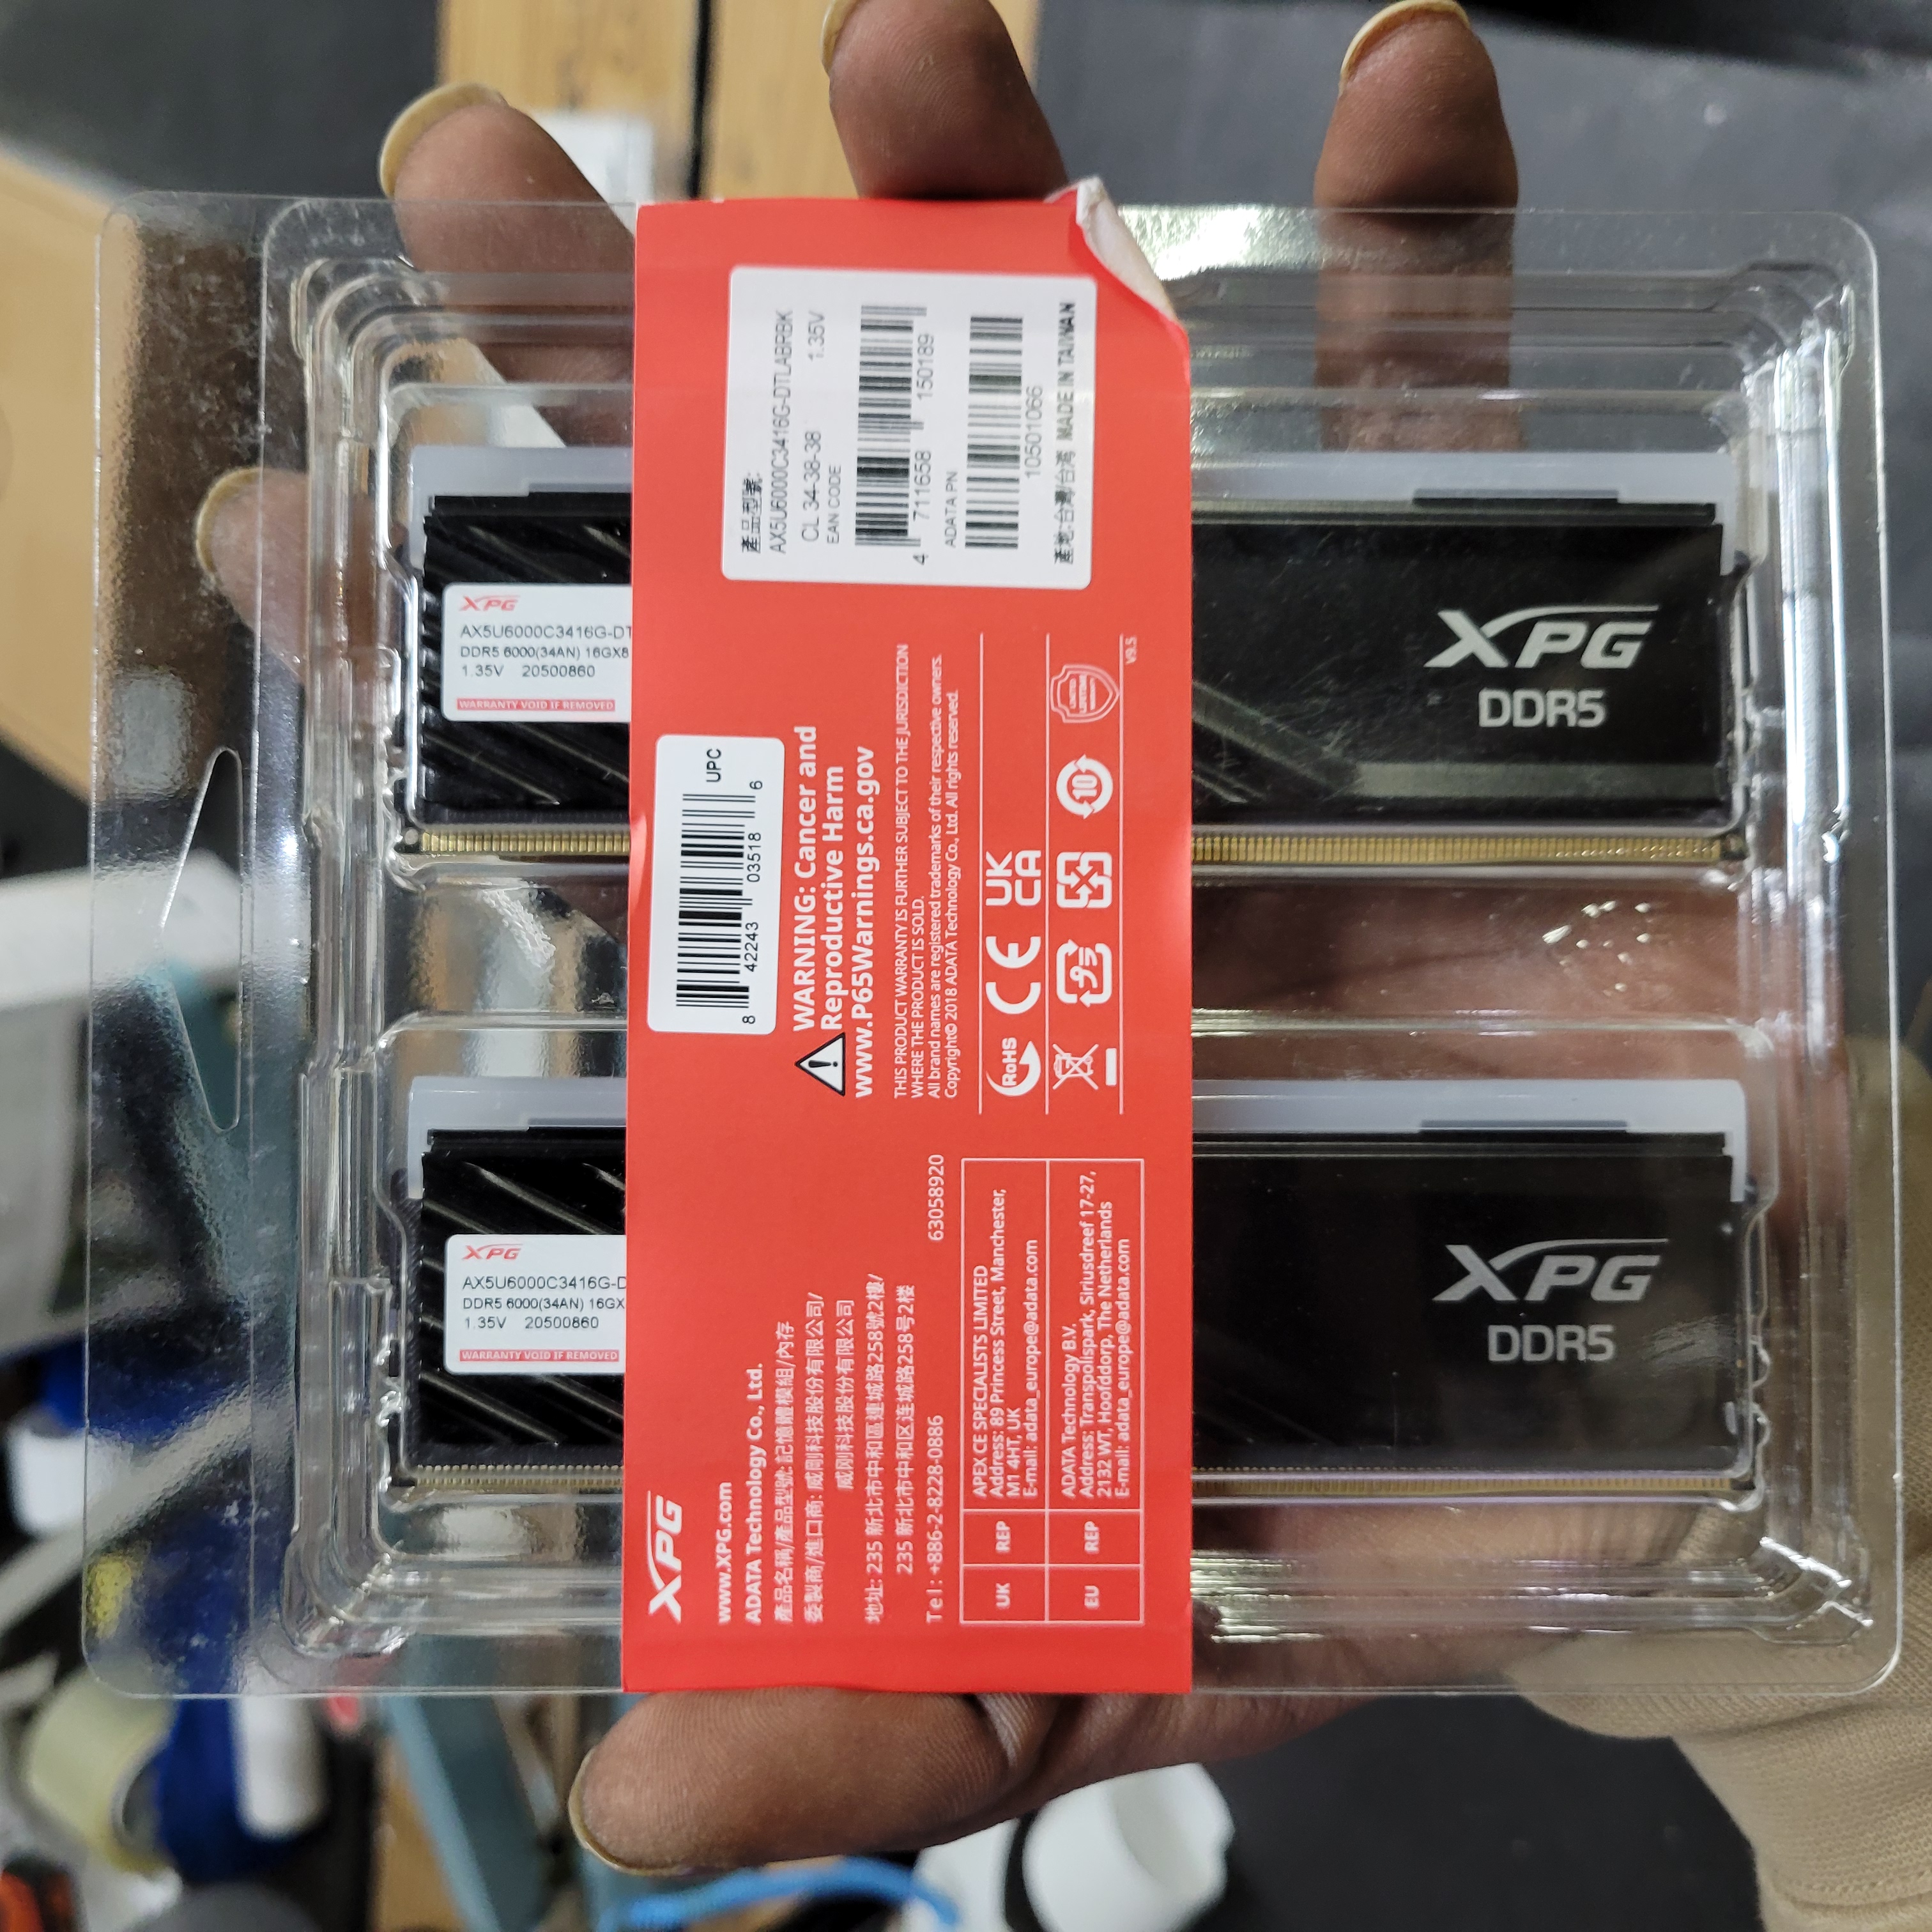 產品型號:
AX5U6000C3416G-DTLABRBK
CL 34-38-38 1.35V
EAN CODE
4 711658 150189
ADATA PN
10501066
產地:台灣/台湾 MADE IN TAIWAN
UPC
8 42243 03518 6
WARNING: Cancer and
Reproductive Harm
www.P65Warnings.ca.gov
THIS PRODUCT WARRANTY IS FURTHER SUBJECT TO THE JURISDICTION
WHERE THE PRODUCT IS SOLD.
All brand names are registered trademarks of their respective owners.
Copyright© 2018 ADATA Technology Co., Ltd. All rights reserved.
RoHS CE UK
CA
10
V9.5
XPG
www.XPG.com
ADATA Technology Co., Ltd.
產品名稱/產品型號:記憶體模組/內存
委製商/進口商: 威剛科技股份有限公司/
威刚科技股份有限公司
地址: 235 新北市中和區連城路258號2樓/
235 新北市中和区连城路258号2楼
Tel : +886-2-8228-0886 63058920
UK REP
APEX CE SPECIALISTS LIMITED
Address: 89 Princess Street, Manchester,
M1 4HT, UK
E-mail: adata_europe@adata.com
EU REP
ADATA Technology B.V.
Address: Transpolispark, Siriusdreef 17-27,
2132 WT, Hoofdorp, The Netherlands
E-mail: adata_europe@adata.com
XPG
AX5U6000C3416G-DT
DDR5 6000(34AN) 16GX8
1.35V 20500860
WARRANTY VOID IF REMOVED
XPG
DDR5
XPG
AX5U6000C3416G-D
DDR5 6000(34AN) 16GX
1.35V 20500860
WARRANTY VOID IF REMOVED
XPG
DDR5